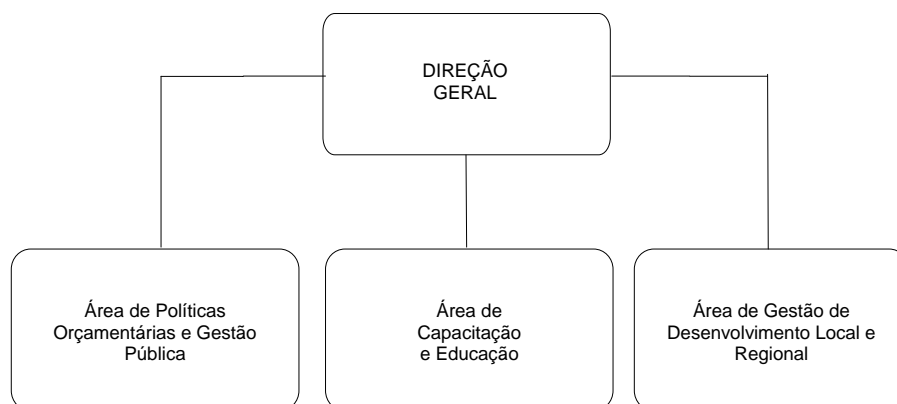 DIREÇÃO
GERAL
Área de Políticas
Orçamentárias e Gestão
Pública
Área de
Capacitação
e Educação
Área de Gestão de
Desenvolvimento Local e
Regional